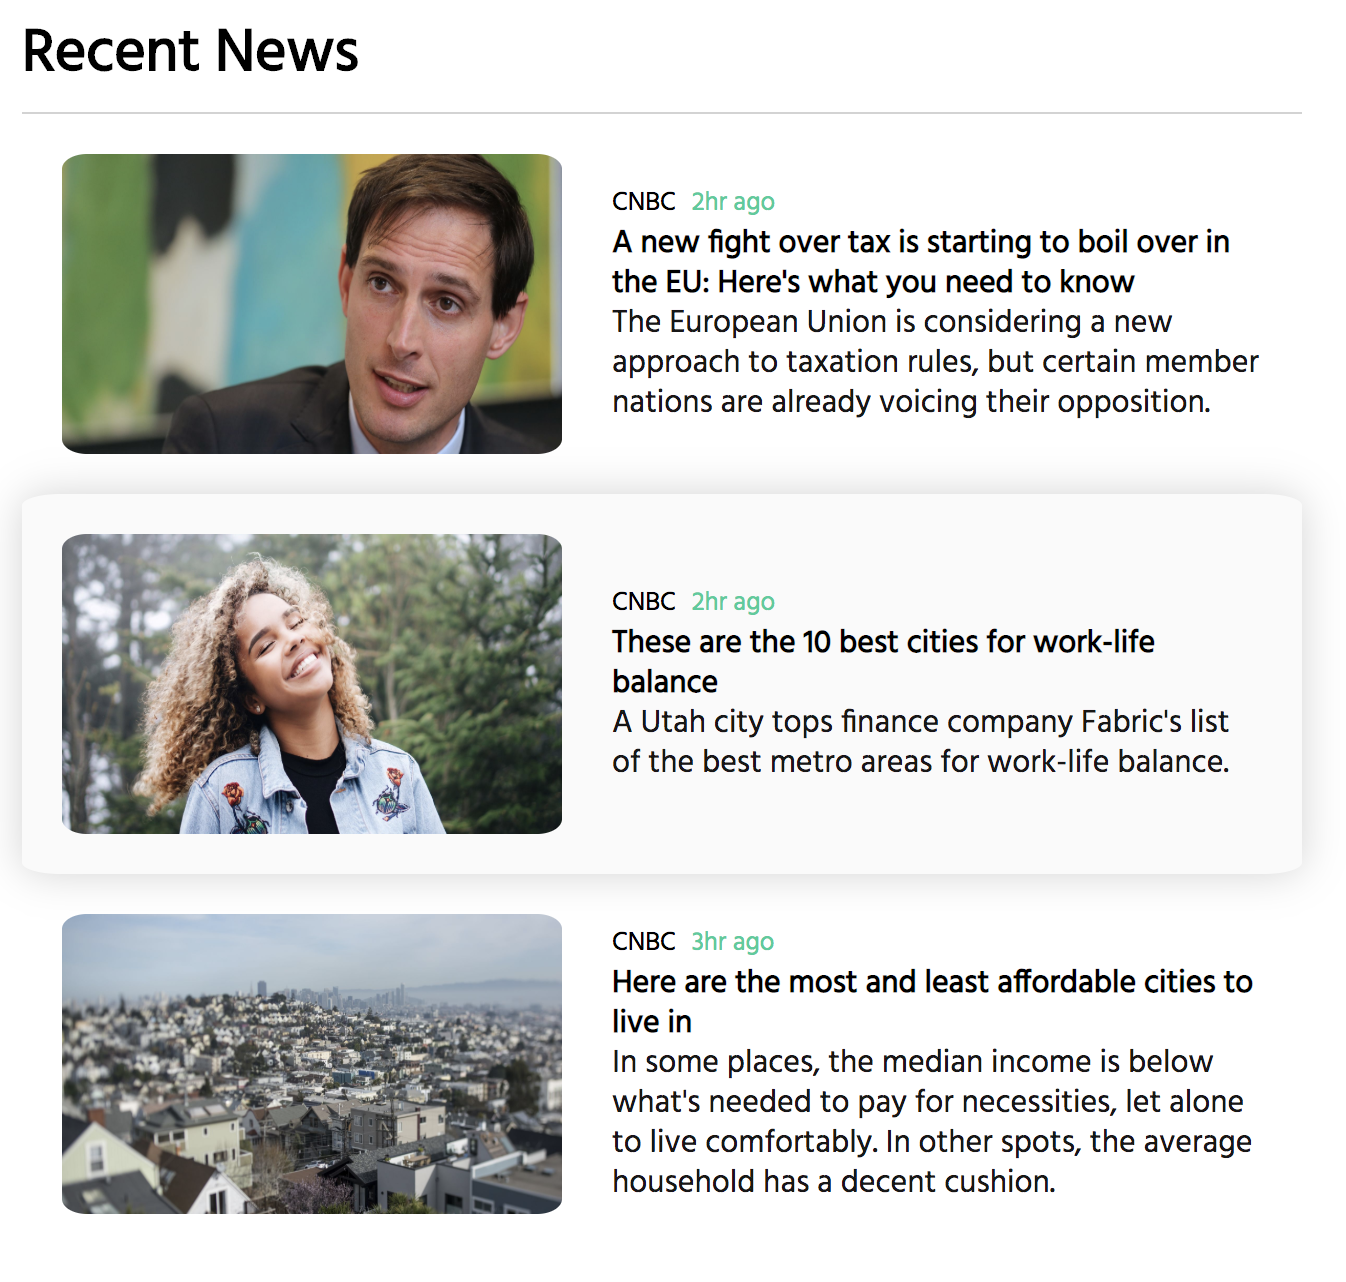 Recent News
CNBC 2hr ago
A new fight over tax is starting to boil over in
the EU: Here's what you need to know
The European Union is considering a new
approach to taxation rules, but certain member
nations are already voicing their opposition.
CNBC 2hr ago
These are the 10 best cities for work-life
balance
A Utah city tops finance company Fabric's list
of the best metro areas for work-life balance.
CNBC 3hr ago
Here are the most and least affordable cities to
live in
In some places, the median income is below
what's needed to pay for necessities, let alone
to live comfortably. In other spots, the average
household has a decent cushion.